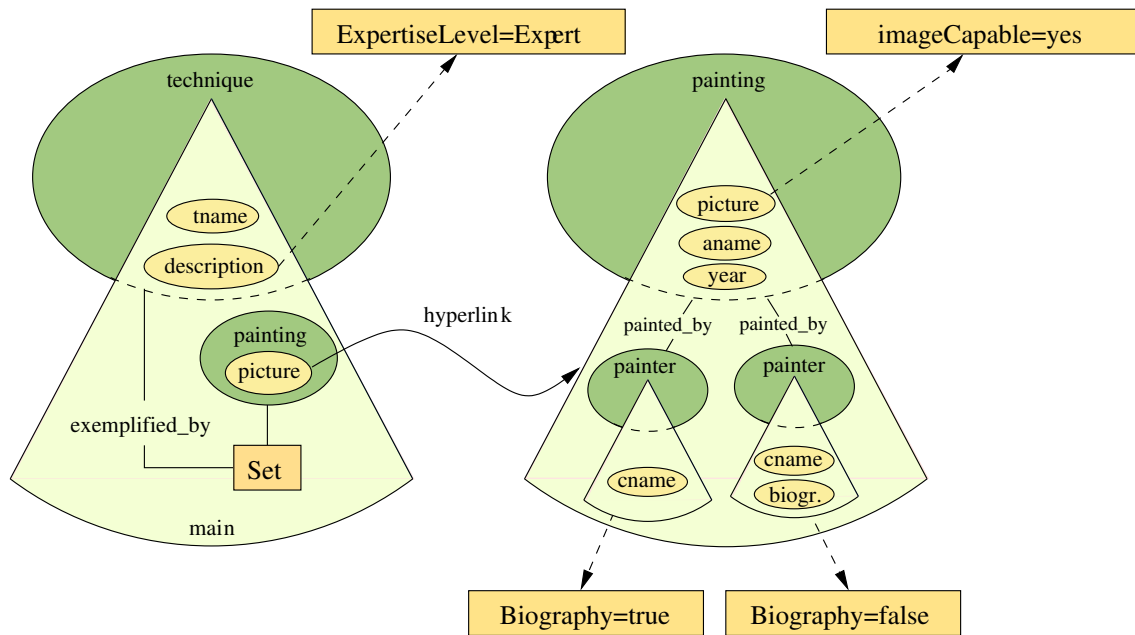 ExpertiseLevel=Expert
imageCapable=yes
technique
painting
tname
description
picture
aname
year
hyperlink
painted_by
painted_by
painting
picture
painter
painter
exemplified_by
Set
cname
cname
biogr.
main
Biography=true
Biography=false